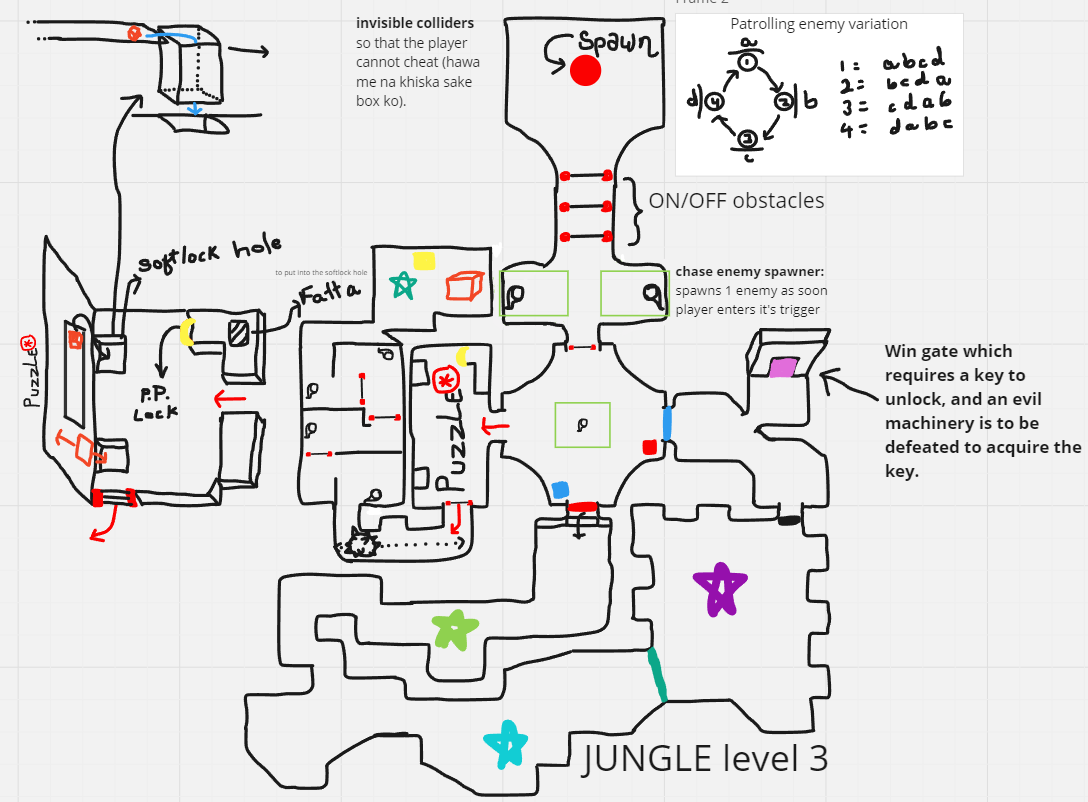 Frame 2
invisible colliders
so that the player
cannot cheat (hawa
me na khiska sake
box ko).
Spawn
Patrolling enemy variation
a
1
d
4
2
b
3
c
1 = abcd
2 = bcda
3 = cdab
4 = dabc
ON/OFF obstacles
softlock hole
to put into the softlock hole
Fatta
chase enemy spawner:
spawns 1 enemy as soon
player enters it's trigger
PUZZLE
P.P.
LOCK
PUZZLE
Win gate which
requires a key to
unlock, and an evil
machinery is to be
defeated to acquire the
key.
JUNGLE level 3